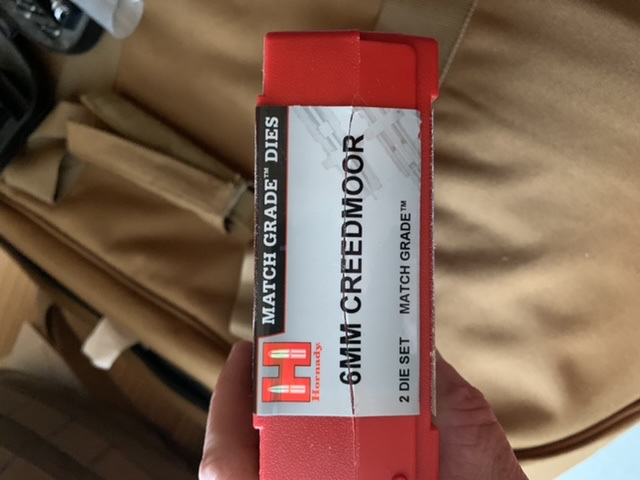 MATCH GRADE™ DIES
Hornady
6MM CREEDMOOR
2 DIE SET MATCH GRADE™